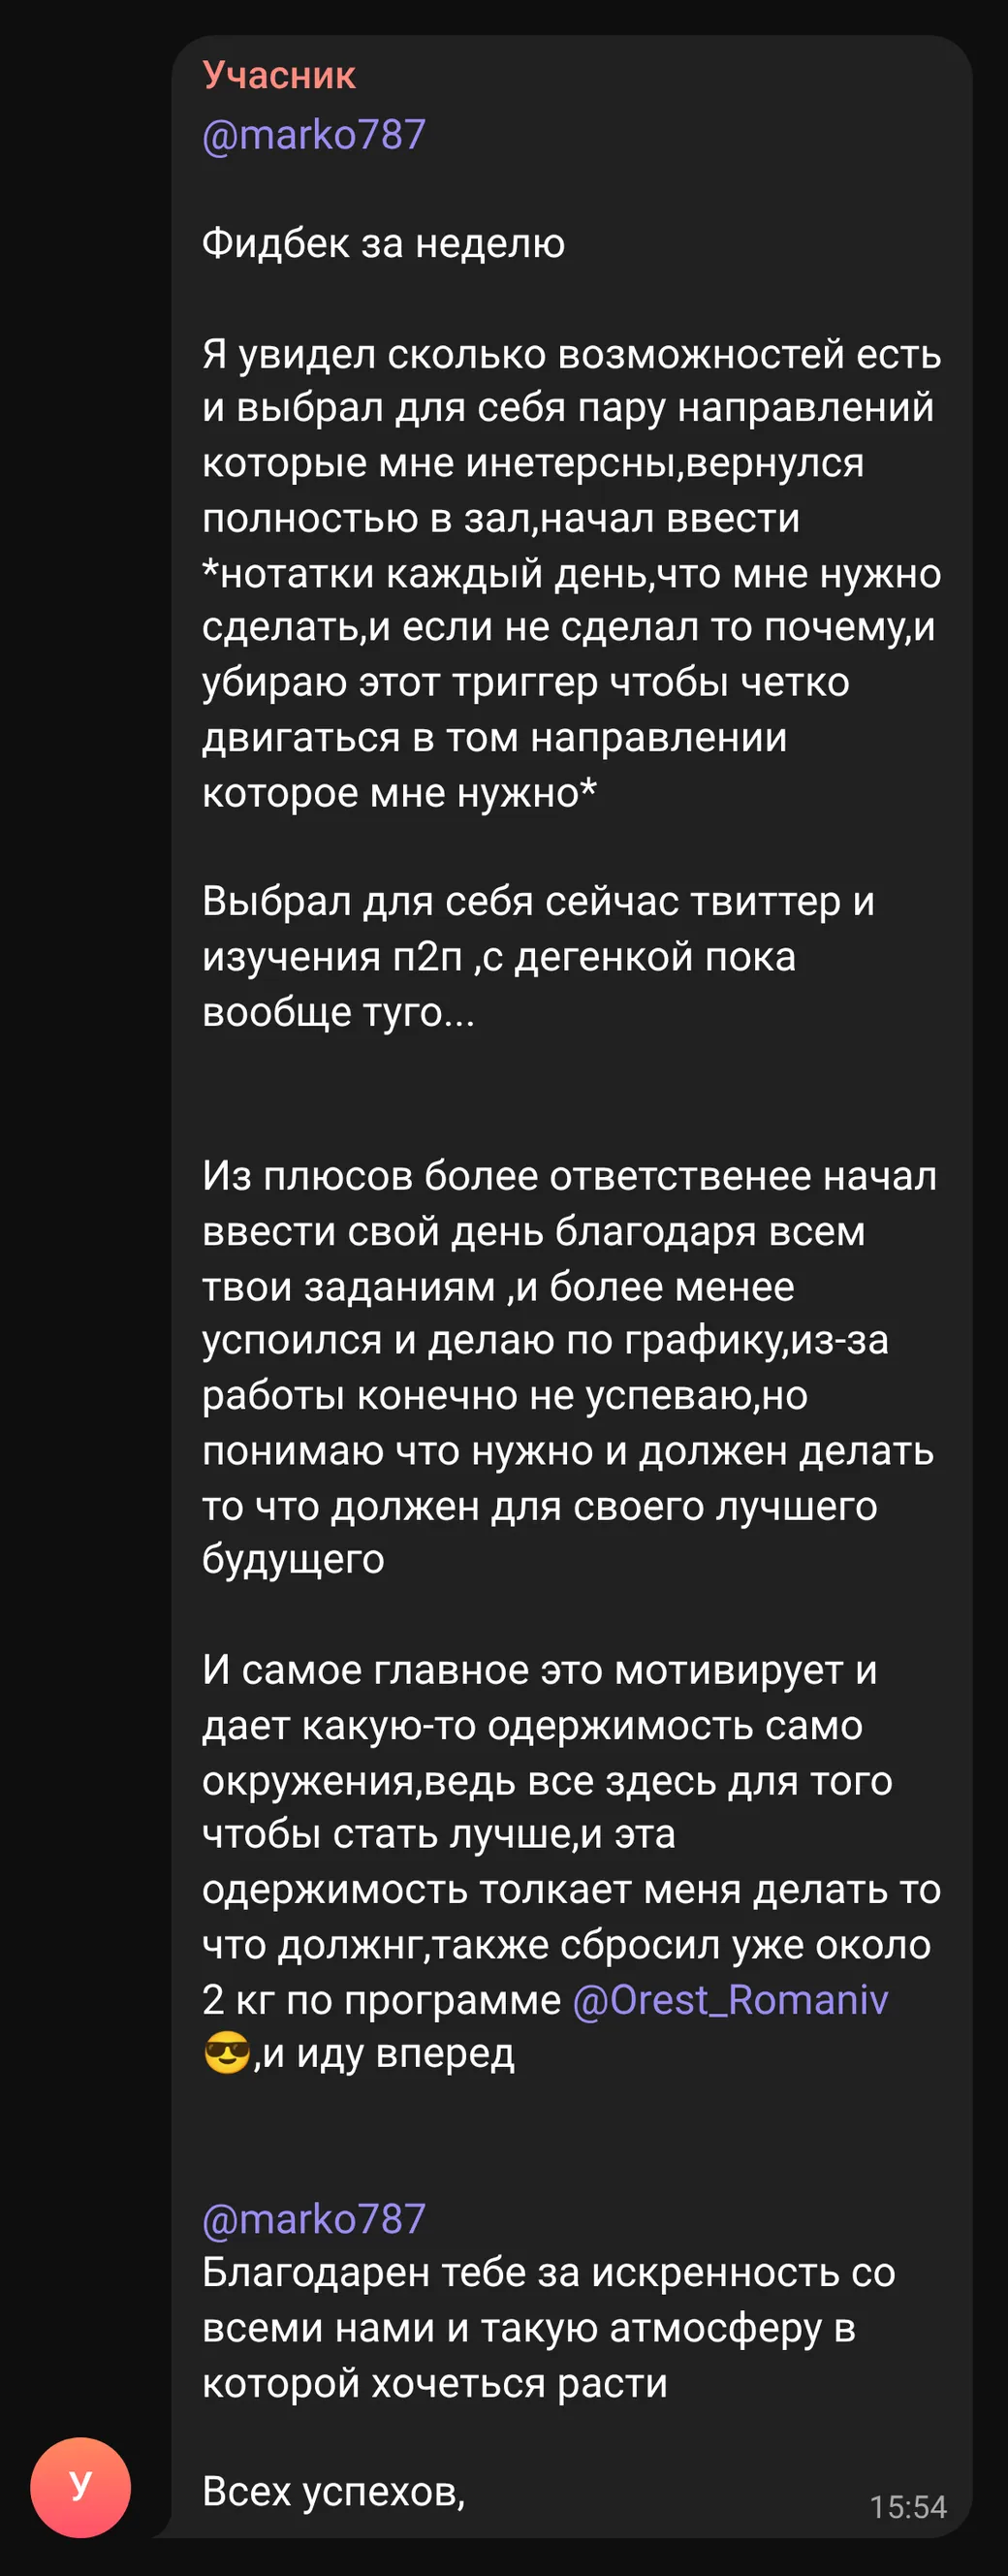 Учасник
@marko787
Фидбек за неделю
Я увидел сколько возможностей есть
и выбрал для себя пару направлений
которые мне инетерсны,вернулся
полностью в зал,начал ввести
*нотатки каждый день,что мне нужно
сделать,и если не сделал то почему,и
убираю этот триггер чтобы четко
двигаться в том направлении
которое мне нужно*
Выбрал для себя сейчас твиттер и
изучения п2п ,с дегенкой пока
вообще туго...
Из плюсов более ответственее начал
ввести свой день благодаря всем
твои заданиям ,и более менее
успоился и делаю по графику,из-за
работы конечно не успеваю,но
понимаю что нужно и должен делать
то что должен для своего лучшего
будущего
И самое главное это мотивирует и
дает какую-то одержимость само
окружения,ведь все здесь для того
чтобы стать лучше,и эта
одержимость толкает меня делать то
что должнг,также сбросил уже около
2 кг по программе @Orest_Romaniv
😎,и иду вперед
@marko787
Благодарен тебе за искренность со
всеми нами и такую атмосферу в
которой хочеться расти
Всех успехов,
15:54
У